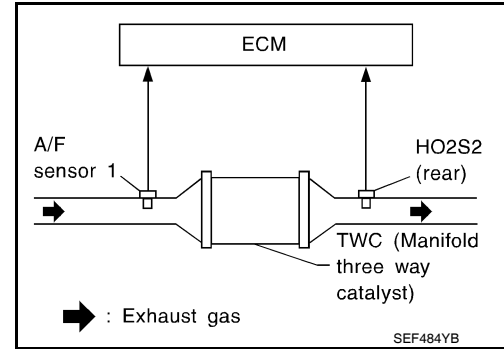 ECM
A/F
sensor 1
HO2S2
(rear)
TWC (Manifold
three way
catalyst)
: Exhaust gas
SEF484YB